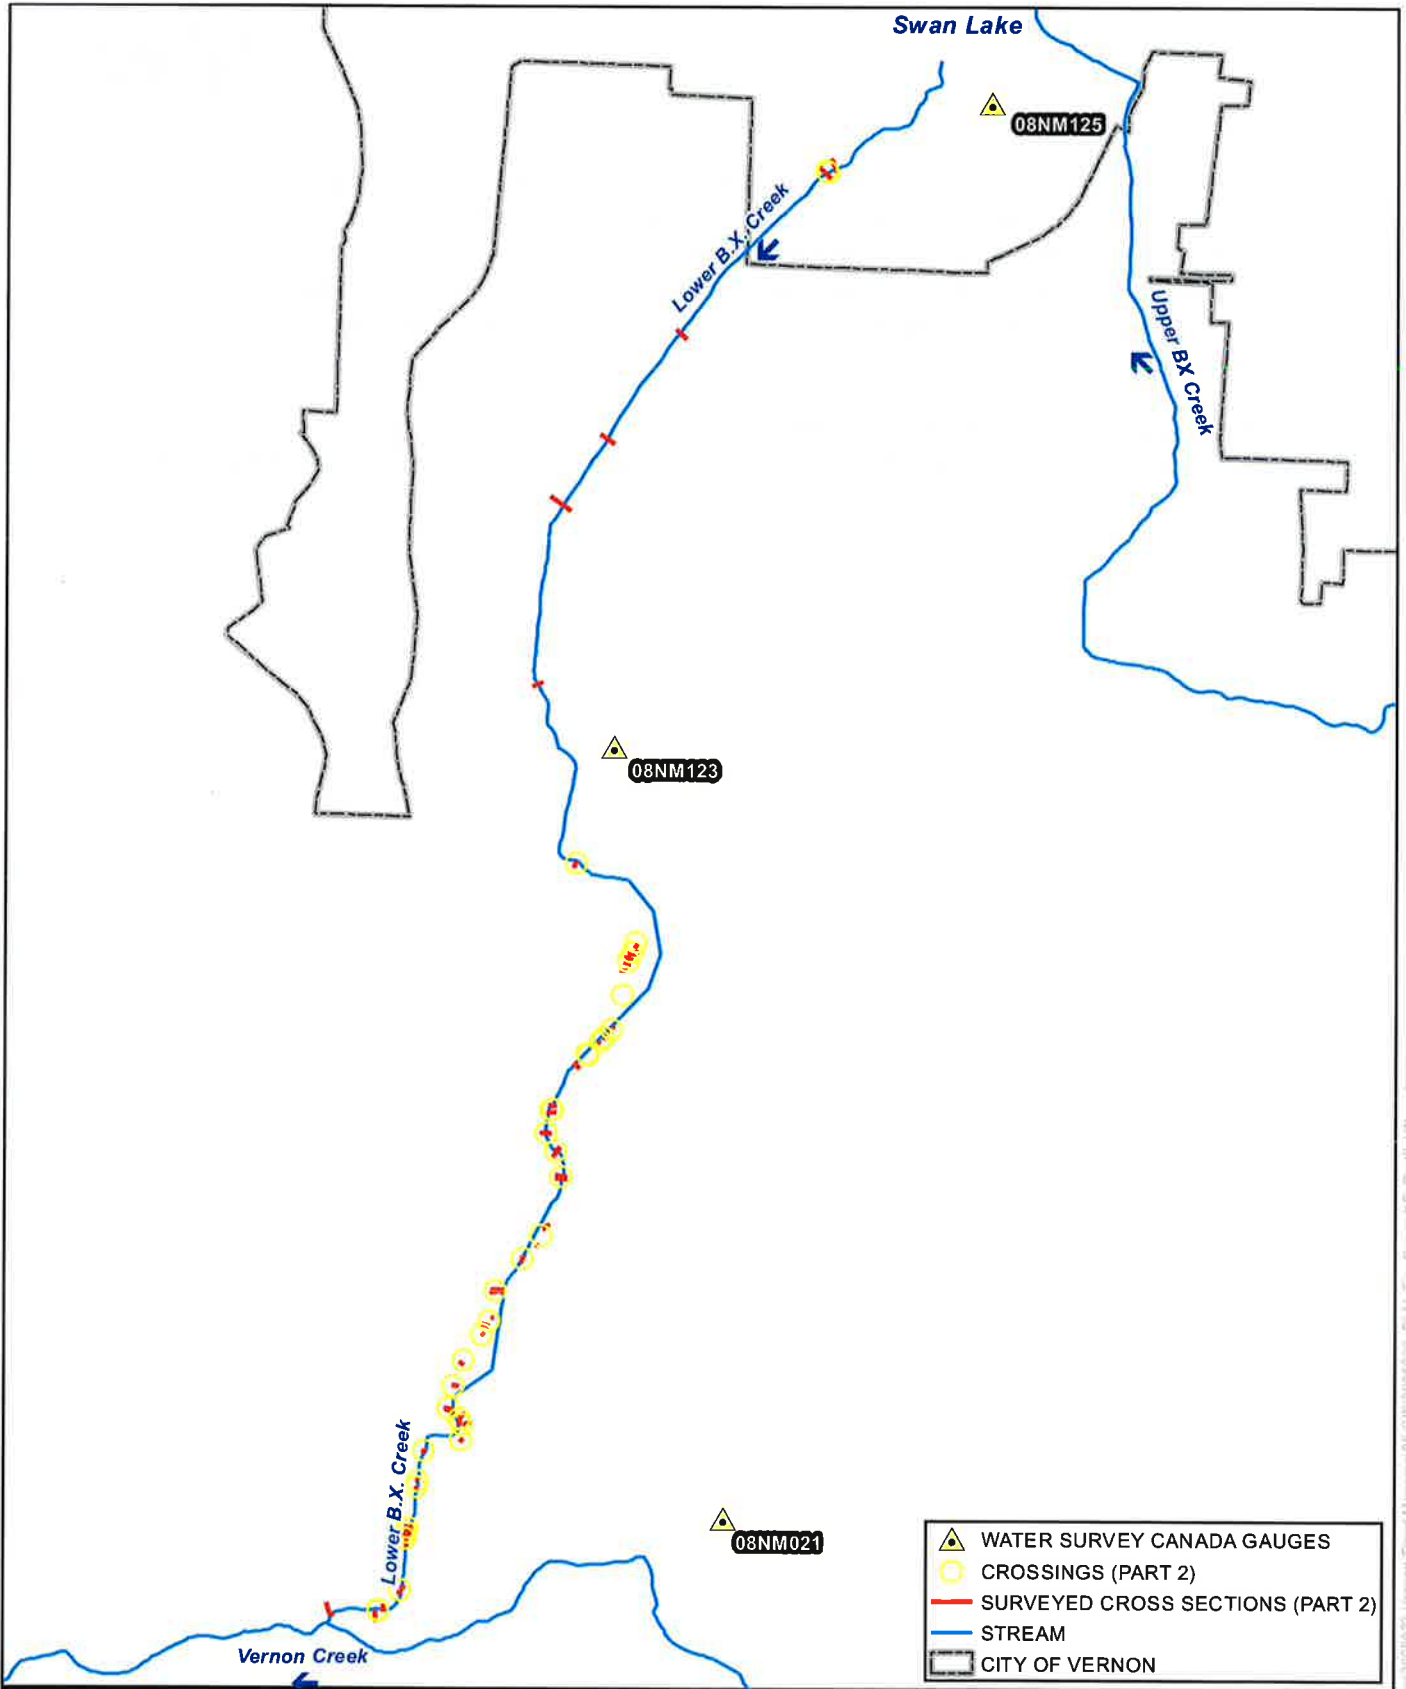 Swan Lake
08NM125
Lower B.X. Creek
Upper BX Creek
08NM123
Lower B.X. Creek
08NM021
Vernon Creek
WATER SURVEY CANADA GAUGES
CROSSINGS (PART 2)
SURVEYED CROSS SECTIONS (PART 2)
STREAM
CITY OF VERNON